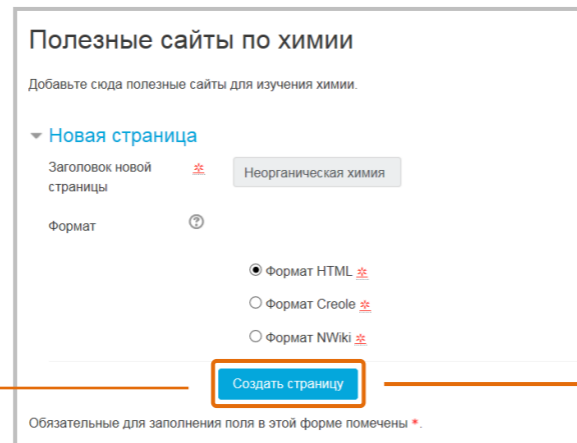 Полезные сайты по химии
Добавьте сюда полезные сайты для изучения химии.
Новая страница
Заголовок новой
страницы
Неорганическая химия
Формат
Формат HTML
Формат Creole
Формат NWiki
Создать страницу
Обязательные для заполнения поля в этой форме помечены *.